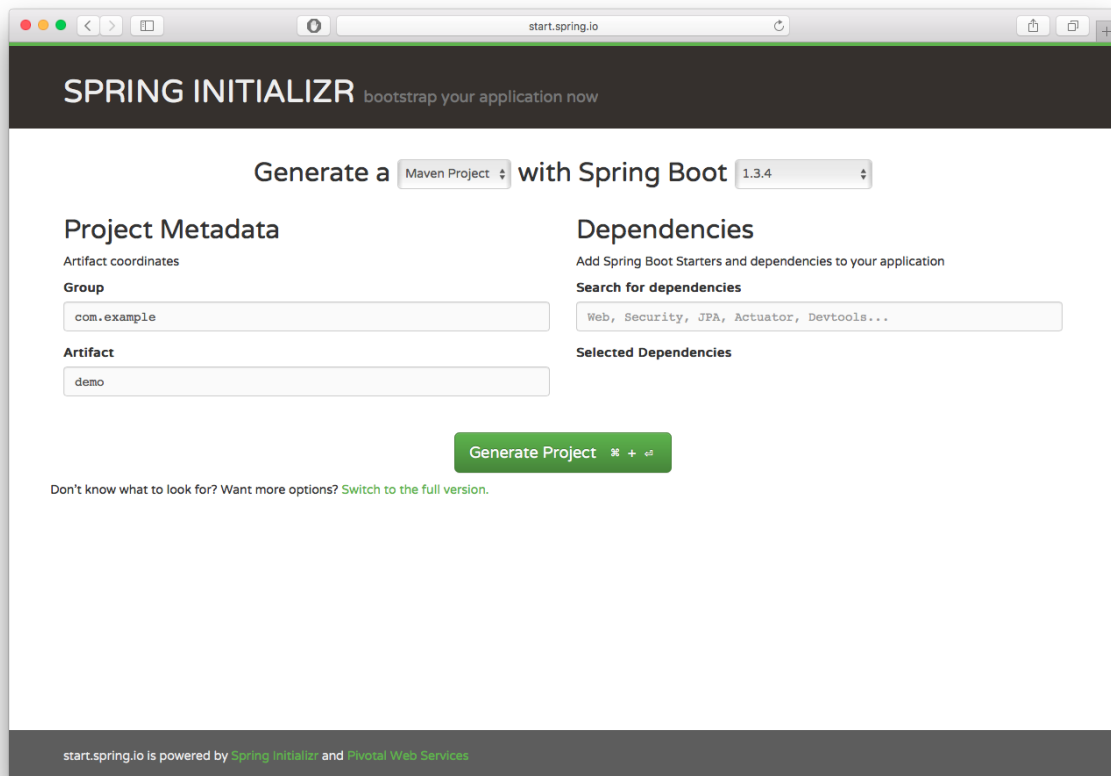 start.spring.io
SPRING INITIALIZR bootstrap your application now
Generate a Maven Project with Spring Boot 1.3.4
Project Metadata
Artifact coordinates
Group
com.example
Artifact
demo
Dependencies
Add Spring Boot Starters and dependencies to your application
Search for dependencies
Web, Security, JPA, Actuator, Devtools...
Selected Dependencies
Generate Project ⌘ + ⏎
Don't know what to look for? Want more options? Switch to the full version.
start.spring.io is powered by Spring Initializr and Pivotal Web Services